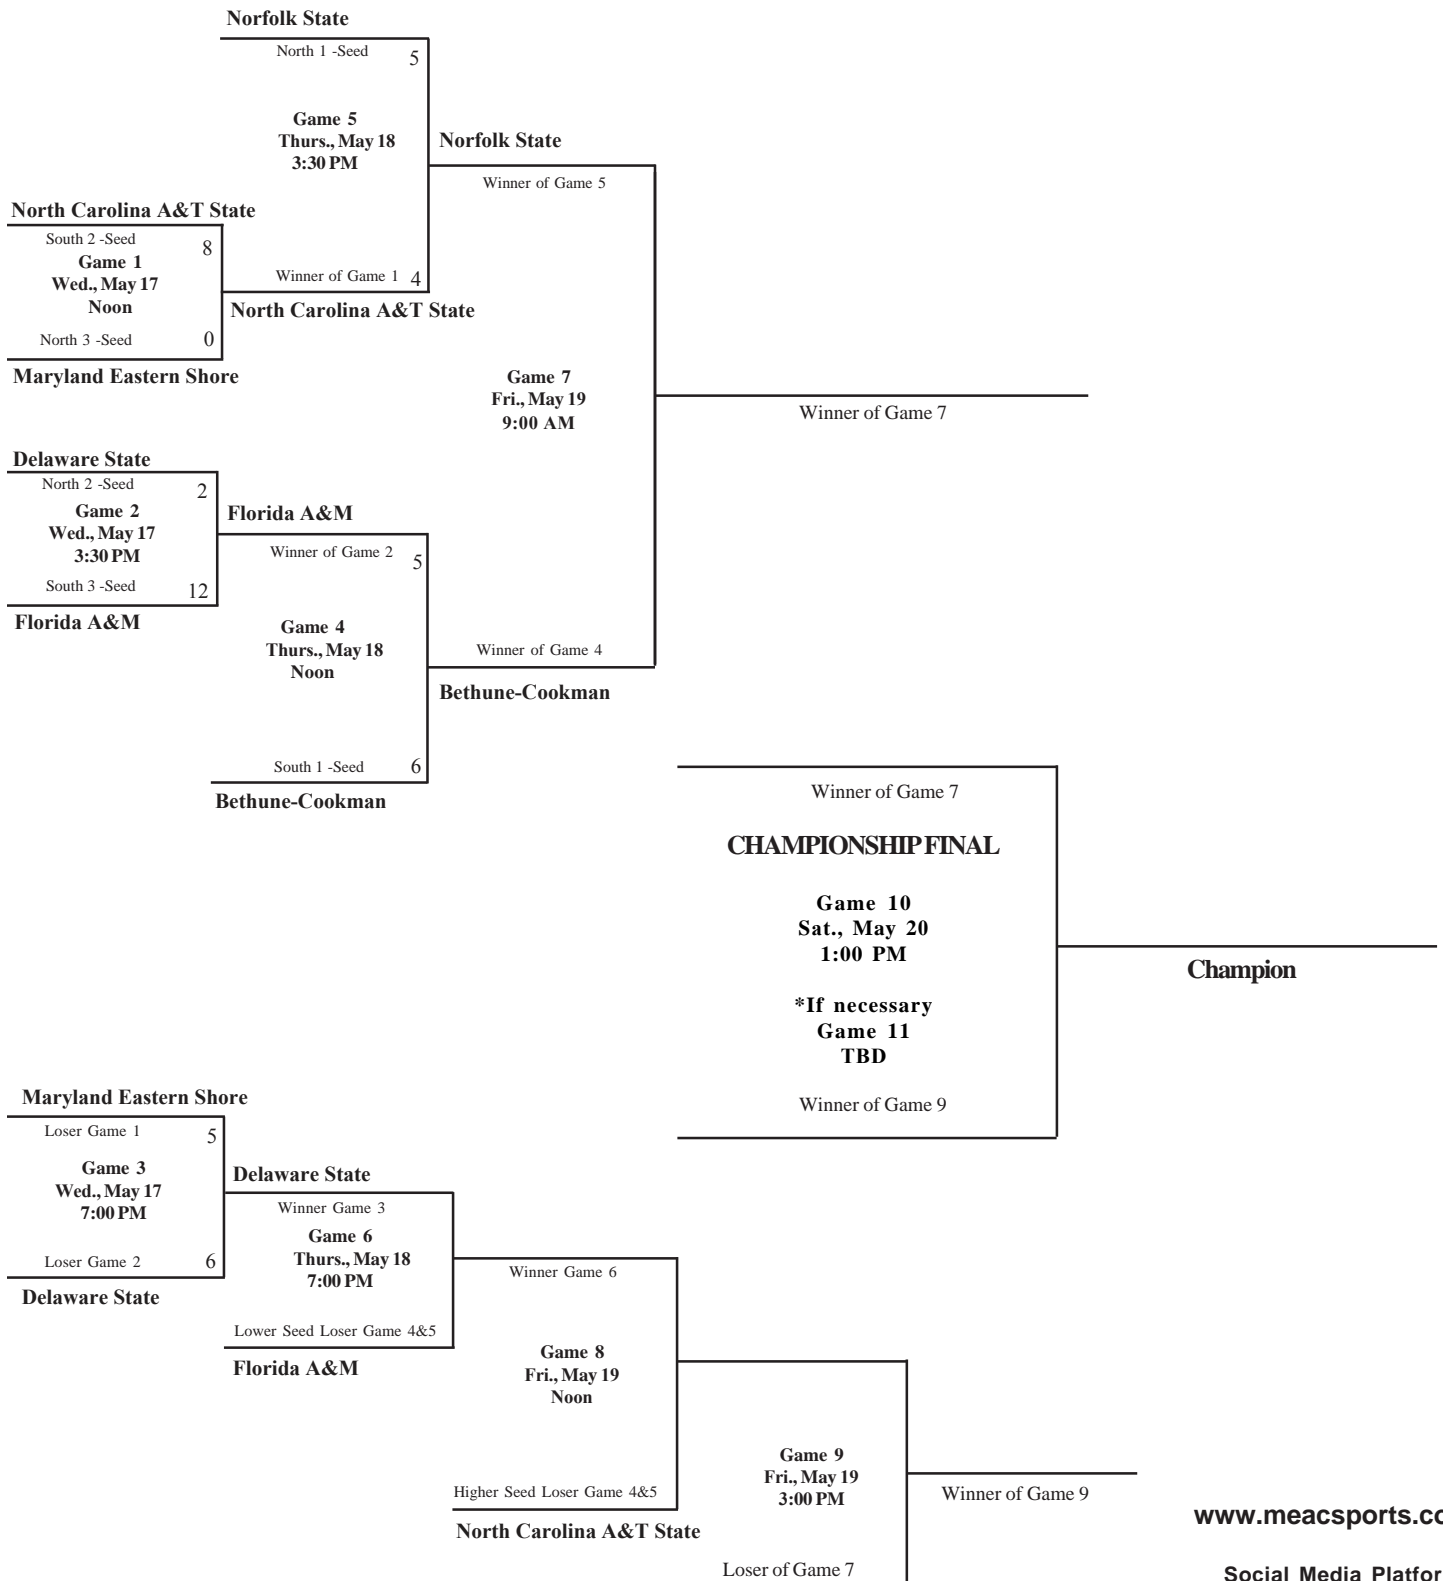 Norfolk State
North 1 -Seed
5
Game 5
Thurs., May 18
3:30 PM
Norfolk State
Winner of Game 5
North Carolina A&T State
South 2 -Seed
8
Game 1
Wed., May 17
Noon
Winner of Game 1
4
North Carolina A&T State
North 3 -Seed
0
Maryland Eastern Shore
Game 7
Fri., May 19
9:00 AM
Winner of Game 7
Delaware State
North 2 -Seed
2
Game 2
Wed., May 17
3:30 PM
South 3 -Seed
12
Florida A&M
Florida A&M
Winner of Game 2
5
Game 4
Thurs., May 18
Noon
Winner of Game 4
Bethune-Cookman
South 1 -Seed
6
Bethune-Cookman
Winner of Game 7
CHAMPIONSHIP FINAL
Game 10
Sat., May 20
1:00 PM
*If necessary
Game 11
TBD
Winner of Game 9
Champion
Maryland Eastern Shore
Loser Game 1
5
Game 3
Wed., May 17
7:00 PM
Loser Game 2
6
Delaware State
Delaware State
Winner Game 3
Game 6
Thurs., May 18
7:00 PM
Lower Seed Loser Game 4&5
Florida A&M
Winner Game 6
Game 8
Fri., May 19
Noon
Higher Seed Loser Game 4&5
North Carolina A&T State
Game 9
Fri., May 19
3:00 PM
Loser of Game 7
Winner of Game 9
www.meacsports.co
Social Media Platfor